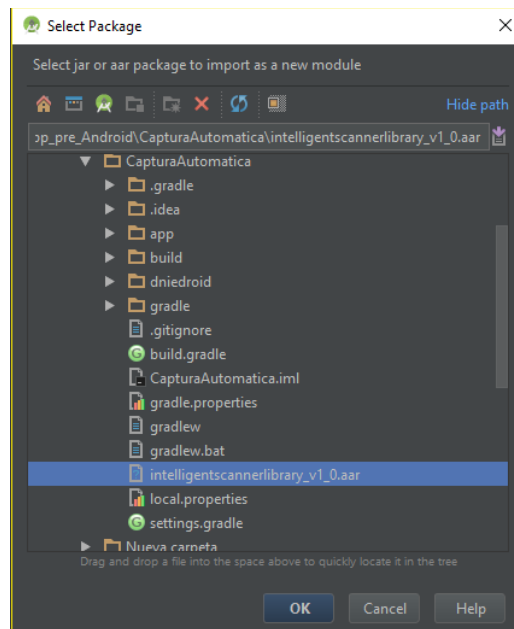 Select Package
Select jar or aar package to import as a new module
Hide path
op_pre_Android\CapturaAutomatica\intelligentscannerlibrary_v1_0.aar
CapturaAutomatica
.gradle
.idea
app
build
dniedroid
gradle
.gitignore
build.gradle
CapturaAutomatica.iml
gradle.properties
gradlew
gradlew.bat
intelligentscannerlibrary_v1_0.aar
local.properties
settings.gradle
Nueva carpeta
Drag and drop a file into the space above to quickly locate it in the tree
OK Cancel Help